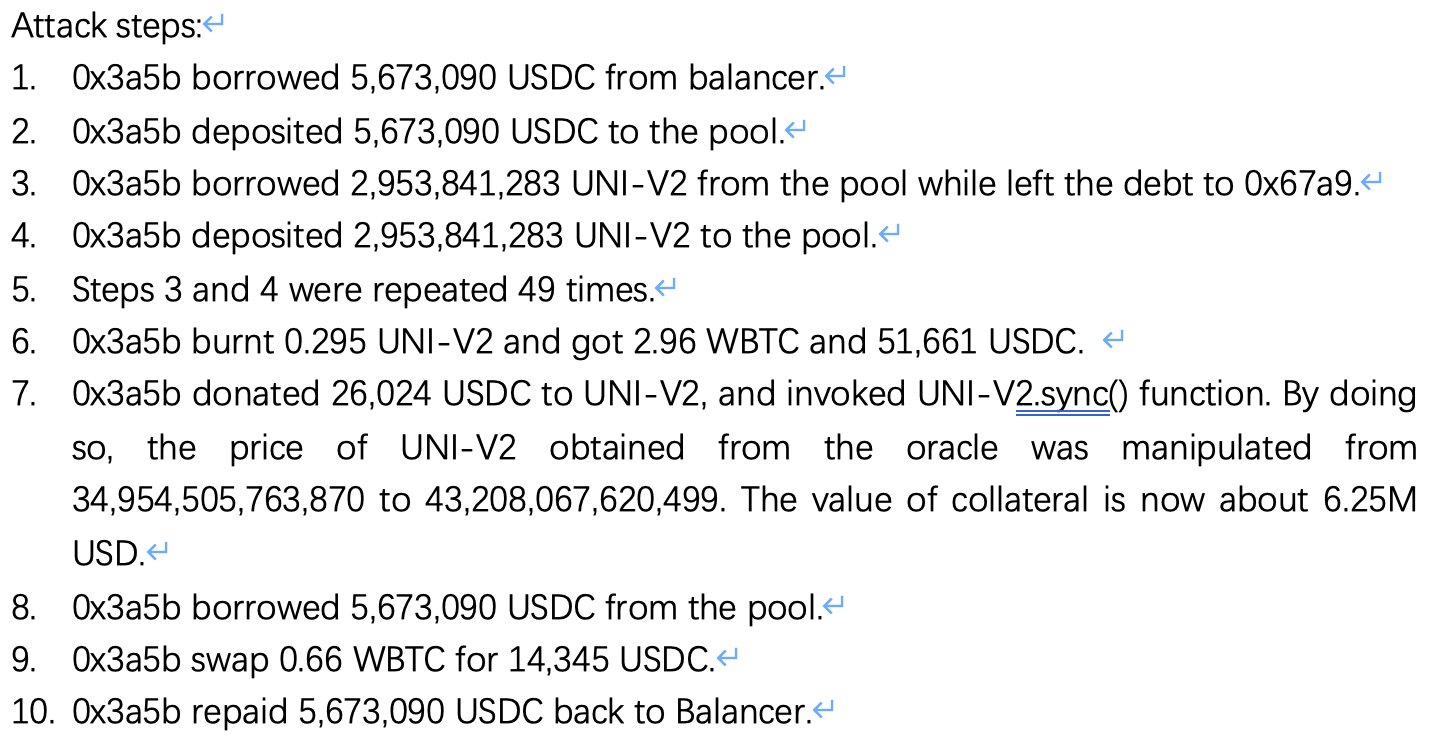 Attack steps:↵
1. 0x3a5b borrowed 5,673,090 USDC from balancer.↵
2. 0x3a5b deposited 5,673,090 USDC to the pool.↵
3. 0x3a5b borrowed 2,953,841,283 UNI-V2 from the pool while left the debt to 0x67a9.↵
4. 0x3a5b deposited 2,953,841,283 UNI-V2 to the pool.↵
5. Steps 3 and 4 were repeated 49 times.↵
6. 0x3a5b burnt 0.295 UNI-V2 and got 2.96 WBTC and 51,661 USDC. ↵
7. 0x3a5b donated 26,024 USDC to UNI-V2, and invoked UNI-V2.sync() function. By doing
so, the price of UNI-V2 obtained from the oracle was manipulated from
34,954,505,763,870 to 43,208,067,620,499. The value of collateral is now about 6.25M
USD.↵
8. 0x3a5b borrowed 5,673,090 USDC from the pool.↵
9. 0x3a5b swap 0.66 WBTC for 14,345 USDC.↵
10. 0x3a5b repaid 5,673,090 USDC back to Balancer.↵